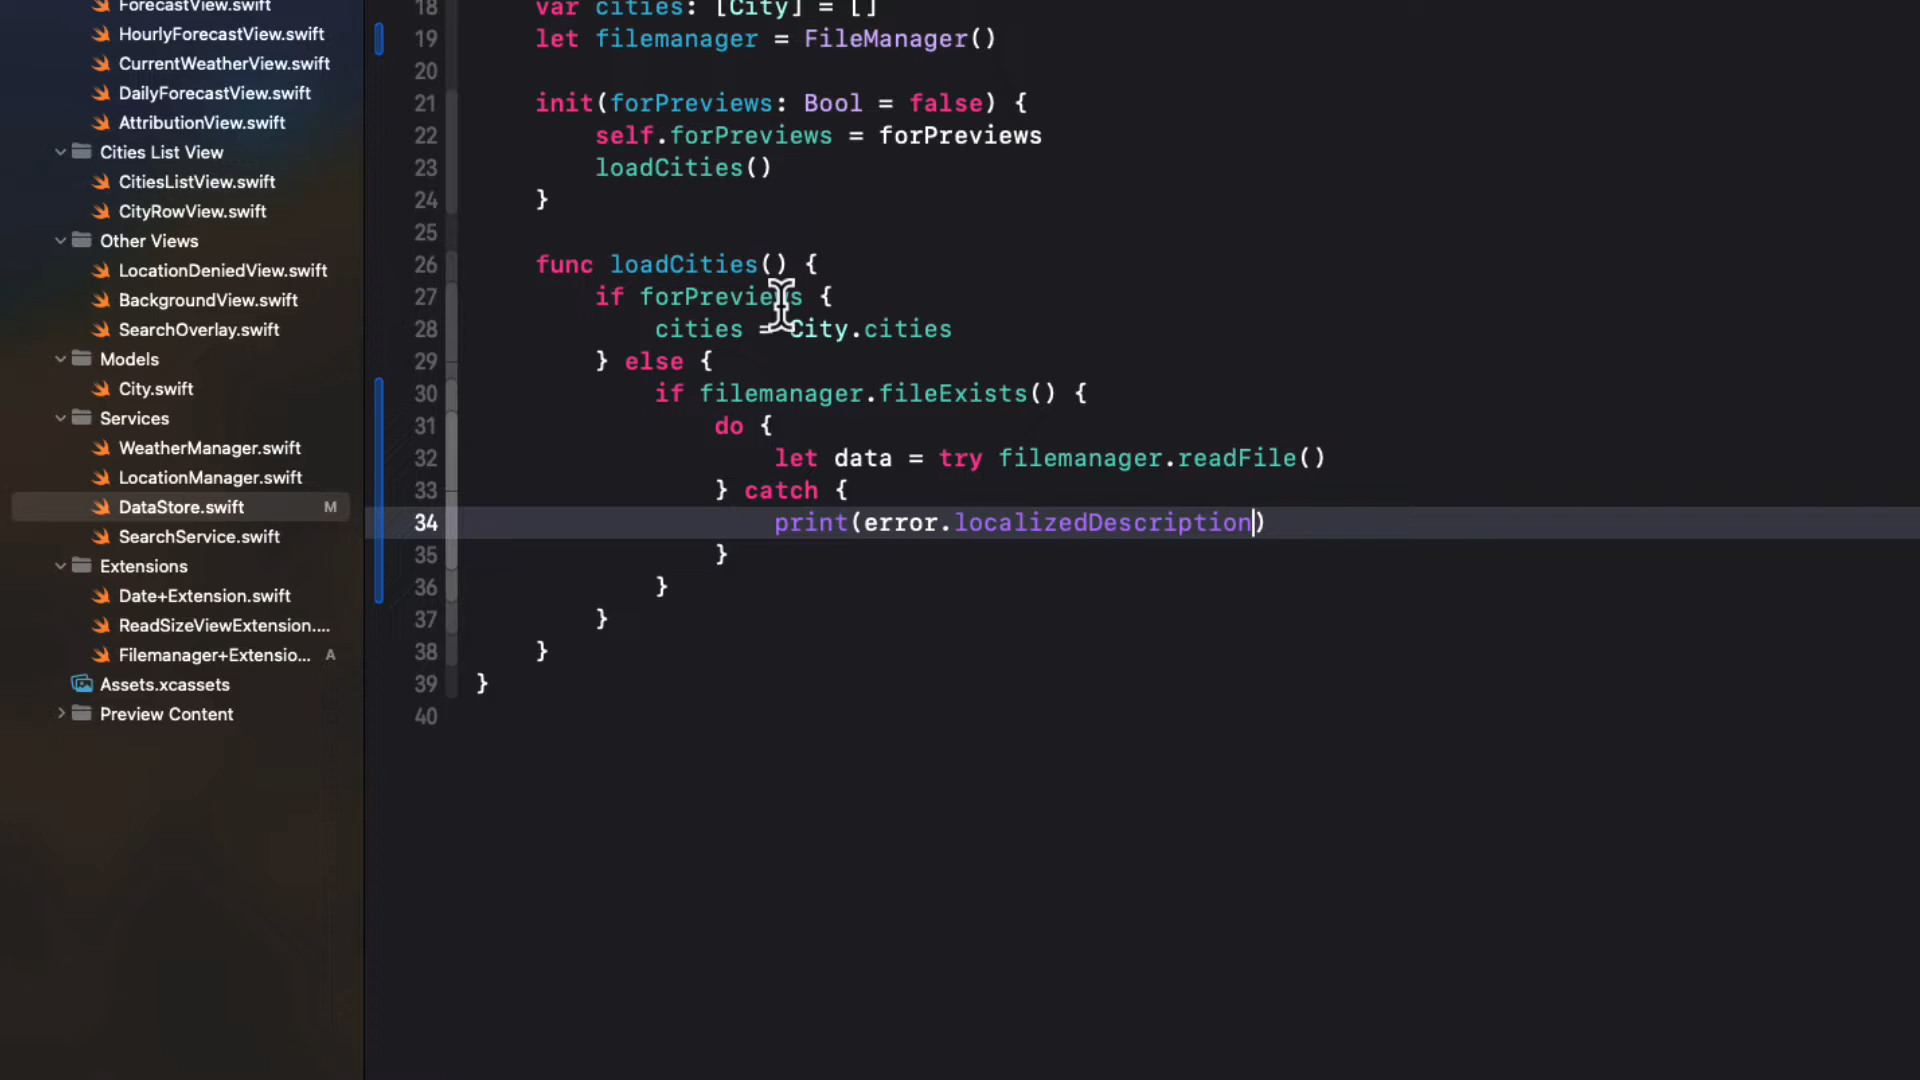 ForecastView.swift
HourlyForecastView.swift
CurrentWeatherView.swift
DailyForecastView.swift
AttributionView.swift
Cities List View
CitiesListView.swift
CityRowView.swift
Other Views
LocationDeniedView.swift
BackgroundView.swift
SearchOverlay.swift
Models
City.swift
Services
WeatherManager.swift
LocationManager.swift
DataStore.swift M
SearchService.swift
Extensions
Date+Extension.swift
ReadSizeViewExtension....
Filemanager+Extensio... A
Assets.xcassets
Preview Content
18 var cities: [City] = []
19 let filemanager = FileManager()
20
21 init(forPreviews: Bool = false) {
22 self.forPreviews = forPreviews
23 loadCities()
24 }
25
26 func loadCities() {
27 if forPreviews {
28 cities = City.cities
29 } else {
30 if filemanager.fileExists() {
31 do {
32 let data = try filemanager.readFile()
33 } catch {
34 print(error.localizedDescription)
35 }
36 }
37 }
38 }
39 }
40